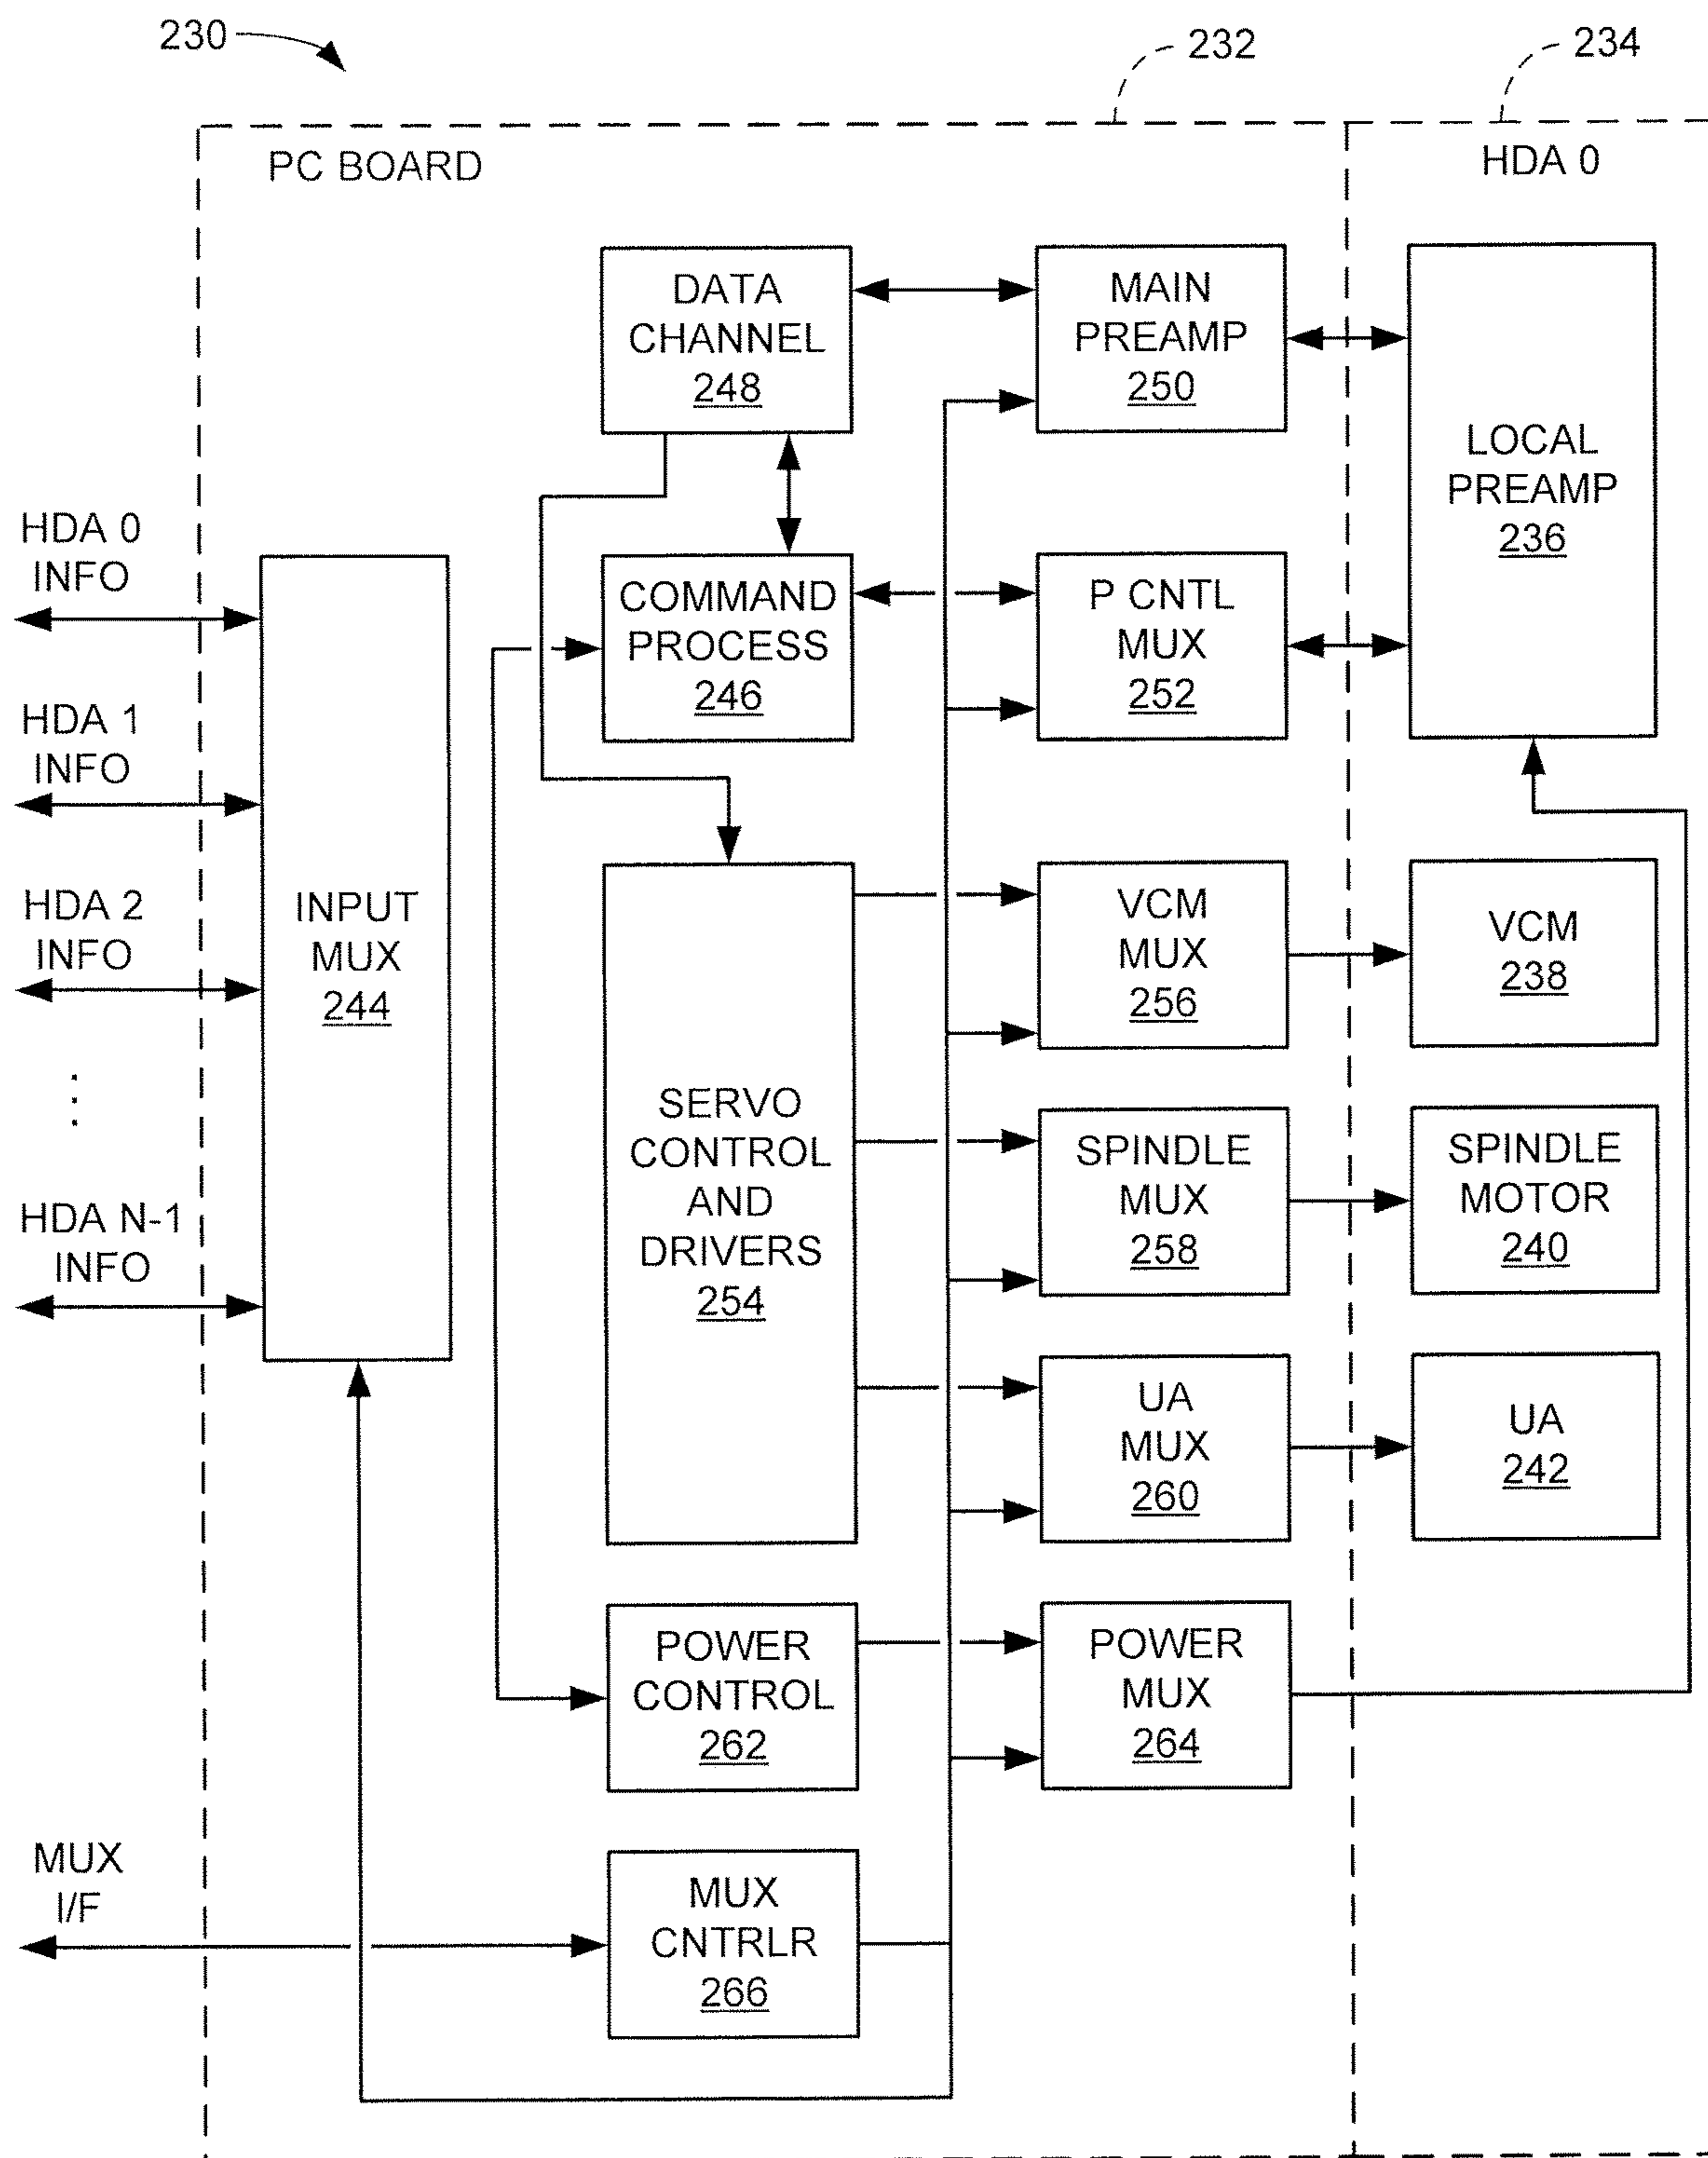 230
232
234
PC BOARD
HDA 0
DATA
CHANNEL
248
MAIN
PREAMP
250
LOCAL
PREAMP
236
HDA 0
INFO
HDA 1
INFO
HDA 2
INFO
⋮
HDA N-1
INFO
INPUT
MUX
244
COMMAND
PROCESS
246
P CNTL
MUX
252
SERVO
CONTROL
AND
DRIVERS
254
VCM
MUX
256
VCM
238
SPINDLE
MUX
258
SPINDLE
MOTOR
240
UA
MUX
260
UA
242
POWER
CONTROL
262
POWER
MUX
264
MUX
I/F
MUX
CNTRLR
266